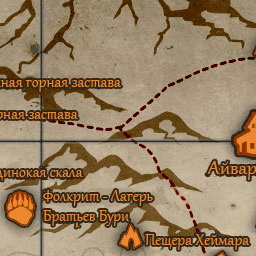 ная горная застава
рная застава
Айвар
динокая скала
Фолкрит - Лагерь
Братьев Бури
Пещера Хеймара